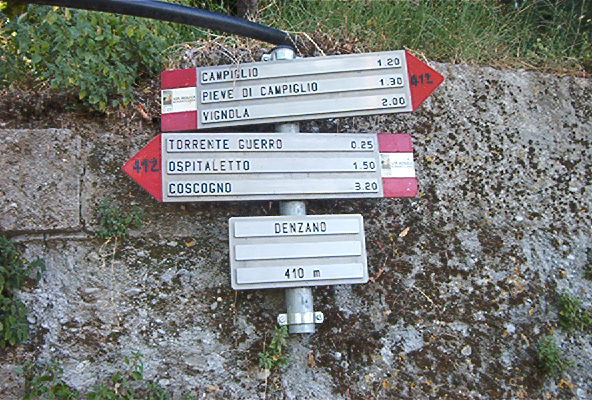 CAMPIGLIO 1.20
PIEVE DI CAMPIGLIO 1.30
VIGNOLA 2.00
412
TORRENTE GUERRO 0.25
412 OSPITALETTO 1.50
COSCOGNO 3.20
DENZANO
410 m